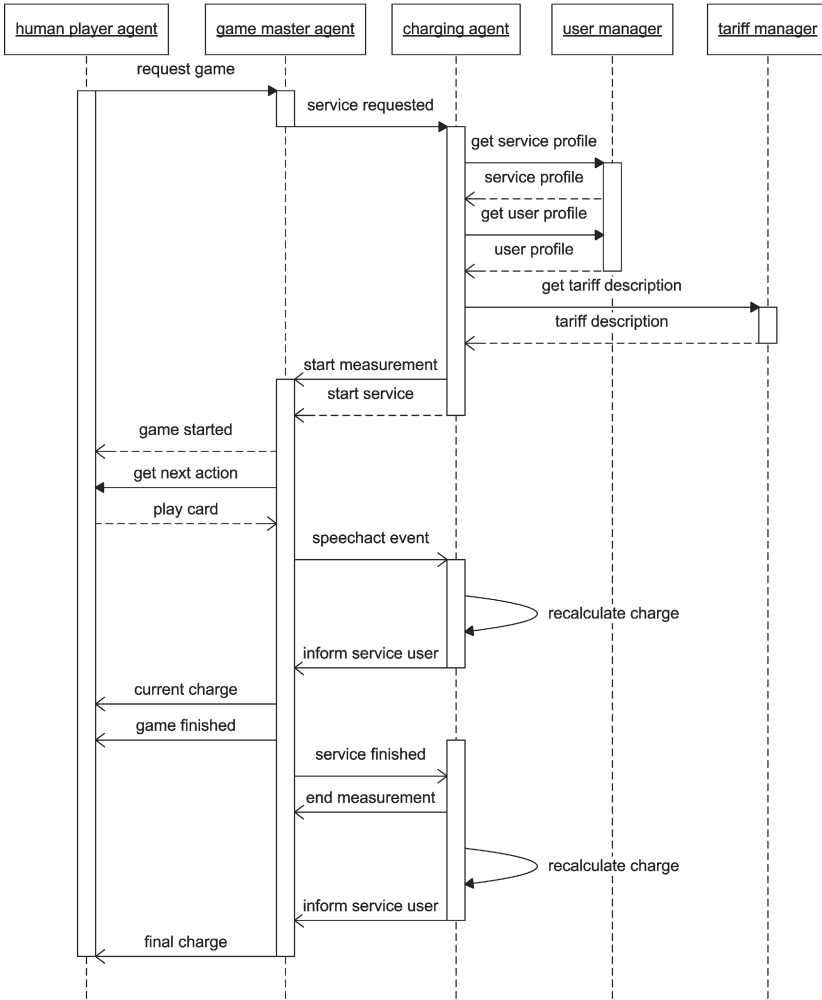 human player agent
game master agent
charging agent
user manager
tariff manager
request game
service requested
get service profile
service profile
get user profile
user profile
get tariff description
tariff description
start measurement
start service
game started
get next action
play card
speechact event
recalculate charge
inform service user
current charge
game finished
service finished
end measurement
recalculate charge
inform service user
final charge